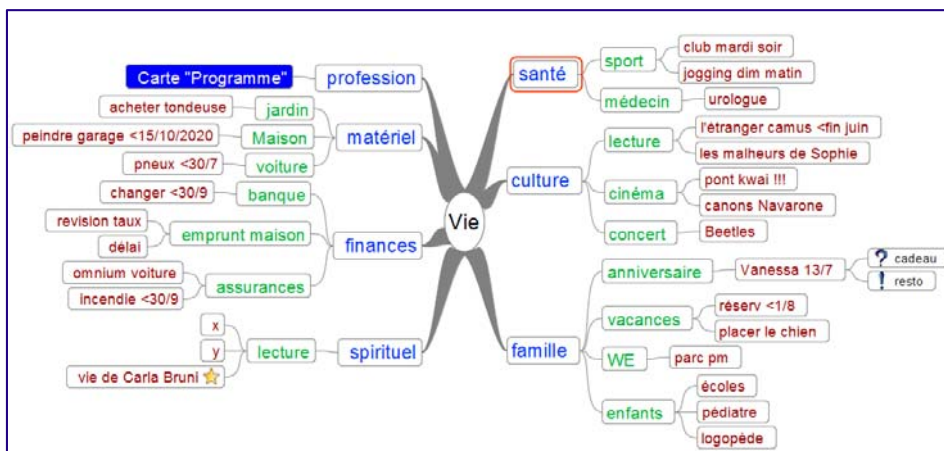 Vie
profession
Carte "Programme"
matériel
jardin
acheter tondeuse
Maison
peindre garage <15/10/2020
voiture
pneux <30/7
finances
banque
changer <30/9
emprunt maison
revision taux
délai
assurances
omnium voiture
incendie <30/9
spirituel
lecture
x
y
vie de Carla Bruni
santé
sport
club mardi soir
jogging dim matin
médecin
urologue
culture
lecture
l'étranger camus <fin juin
les malheurs de Sophie
cinéma
pont kwai !!!
canons Navarone
concert
Beetles
famille
anniversaire
Vanessa 13/7
? cadeau
! resto
vacances
réserv <1/8
placer le chien
WE
parc pm
enfants
écoles
pédiatre
logopède